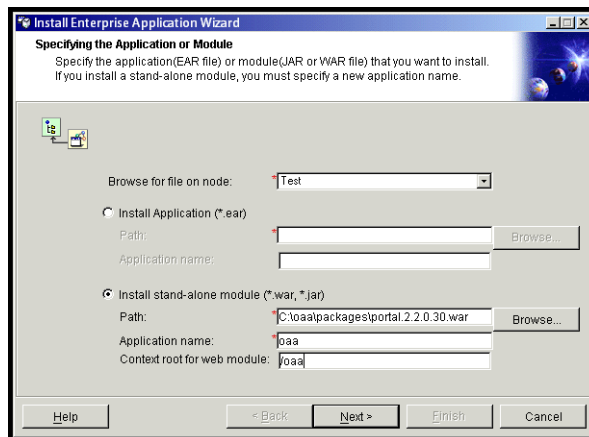 Install Enterprise Application Wizard
Specifying the Application or Module
Specify the application(EAR file) or module(JAR or WAR file) that you want to install.
If you install a stand-alone module, you must specify a new application name.
Browse for file on node: *Test
Install Application (*.ear)
Path: * Browse...
Application name:
Install stand-alone module (*.war, *.jar)
Path: *C:\oaa\packages\portal.2.2.0.30.war Browse...
Application name: *oaa
Context root for web module: /oaa
Help < Back Next > Finish Cancel